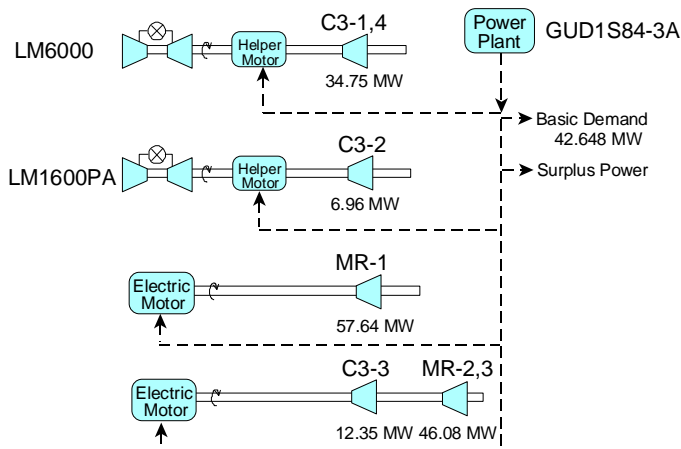 C3-1,4
Power
Plant
GUD1S84-3A
LM6000
Helper
Motor
34.75 MW
Basic Demand
42.648 MW
C3-2
Surplus Power
LM1600PA
Helper
Motor
6.96 MW
MR-1
Electric
Motor
57.64 MW
C3-3 MR-2,3
Electric
Motor
12.35 MW 46.08 MW